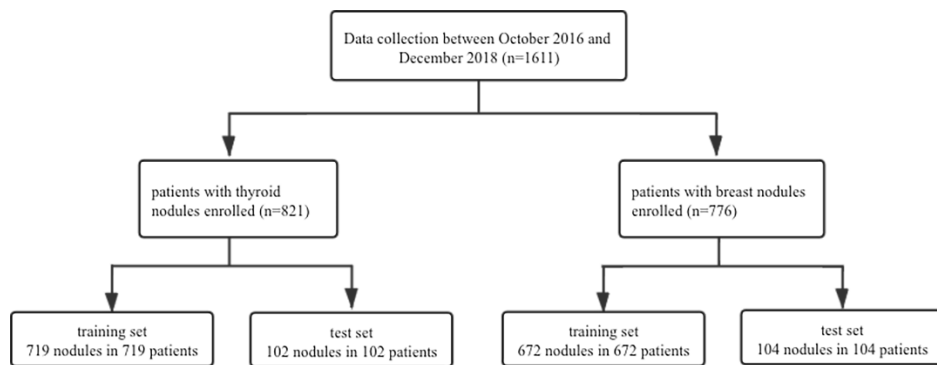 Data collection between October 2016 and
December 2018 (n=1611)
patients with thyroid
nodules enrolled (n=821)
patients with breast nodules
enrolled (n=776)
training set
719 nodules in 719 patients
test set
102 nodules in 102 patients
training set
672 nodules in 672 patients
test set
104 nodules in 104 patients